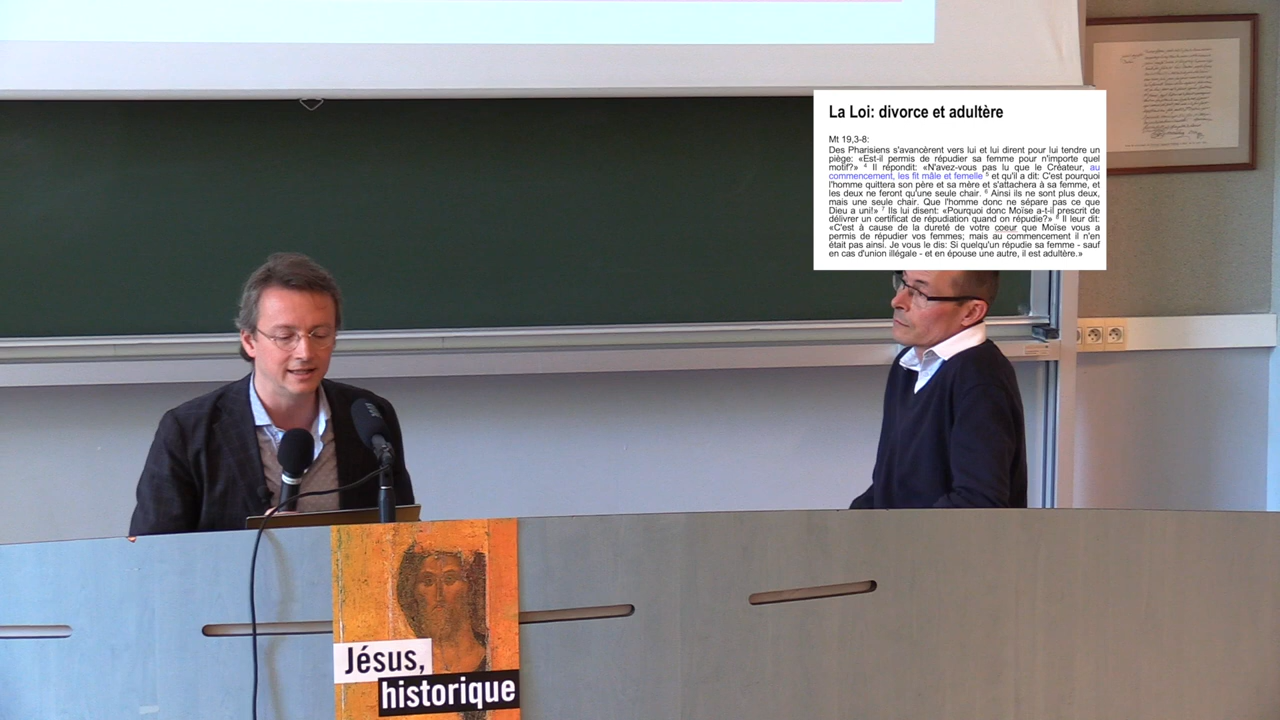 La Loi: divorce et adultère
Mt 19,3-8:
Des Pharisiens s'avancèrent vers lui et lui dirent pour lui tendre un
piège: «Est-il permis de répudier sa femme pour n'importe quel
motif?» ⁴ Il répondit: «N'avez-vous pas lu que le Créateur, au
commencement, les fit mâle et femelle ⁵ et qu'il a dit: C'est pourquoi
l'homme quittera son père et sa mère et s'attachera à sa femme, et
les deux ne feront qu'une seule chair. ⁶ Ainsi ils ne sont plus deux,
mais une seule chair. Que l'homme donc ne sépare pas ce que
Dieu a uni!» ⁷ Ils lui disent: «Pourquoi donc Moïse a-t-il prescrit de
délivrer un certificat de répudiation quand on répudie?» ⁸ Il leur dit:
«C'est à cause de la dureté de votre coeur que Moïse vous a
permis de répudier vos femmes; mais au commencement il n'en
était pas ainsi. Je vous le dis: Si quelqu'un répudie sa femme - sauf
en cas d'union illégale - et en épouse une autre, il est adultère.»
Jésus,
historique